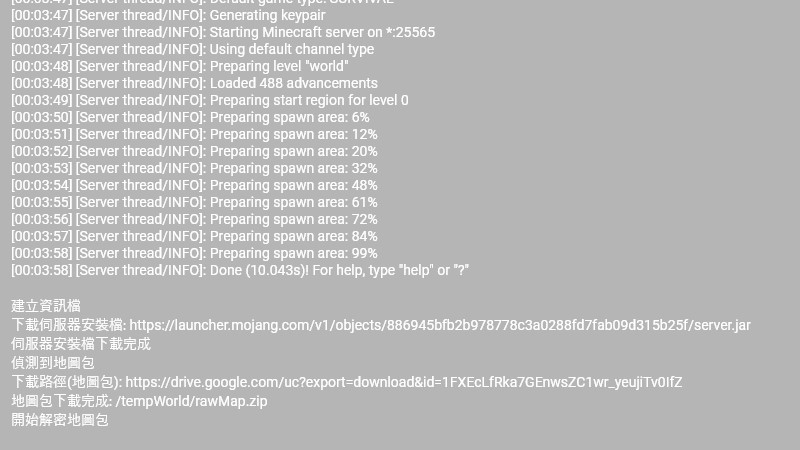 [00:03:47] [Server thread/INFO]: Default game type: SURVIVAL
[00:03:47] [Server thread/INFO]: Generating keypair
[00:03:47] [Server thread/INFO]: Starting Minecraft server on *:25565
[00:03:47] [Server thread/INFO]: Using default channel type
[00:03:48] [Server thread/INFO]: Preparing level "world"
[00:03:48] [Server thread/INFO]: Loaded 488 advancements
[00:03:49] [Server thread/INFO]: Preparing start region for level 0
[00:03:50] [Server thread/INFO]: Preparing spawn area: 6%
[00:03:51] [Server thread/INFO]: Preparing spawn area: 12%
[00:03:52] [Server thread/INFO]: Preparing spawn area: 20%
[00:03:53] [Server thread/INFO]: Preparing spawn area: 32%
[00:03:54] [Server thread/INFO]: Preparing spawn area: 48%
[00:03:55] [Server thread/INFO]: Preparing spawn area: 61%
[00:03:56] [Server thread/INFO]: Preparing spawn area: 72%
[00:03:57] [Server thread/INFO]: Preparing spawn area: 84%
[00:03:58] [Server thread/INFO]: Preparing spawn area: 99%
[00:03:58] [Server thread/INFO]: Done (10.043s)! For help, type "help" or "?"
建立資訊檔
下載伺服器安裝檔: https://launcher.mojang.com/v1/objects/886945bfb2b978778c3a0288fd7fab09d315b25f/server.jar
伺服器安裝檔下載完成
偵測到地圖包
下載路徑(地圖包): https://drive.google.com/uc?export=download&id=1FXEcLfRka7GEnwsZC1wr_yeujiTv0IfZ
地圖包下載完成: /tempWorld/rawMap.zip
開始解密地圖包